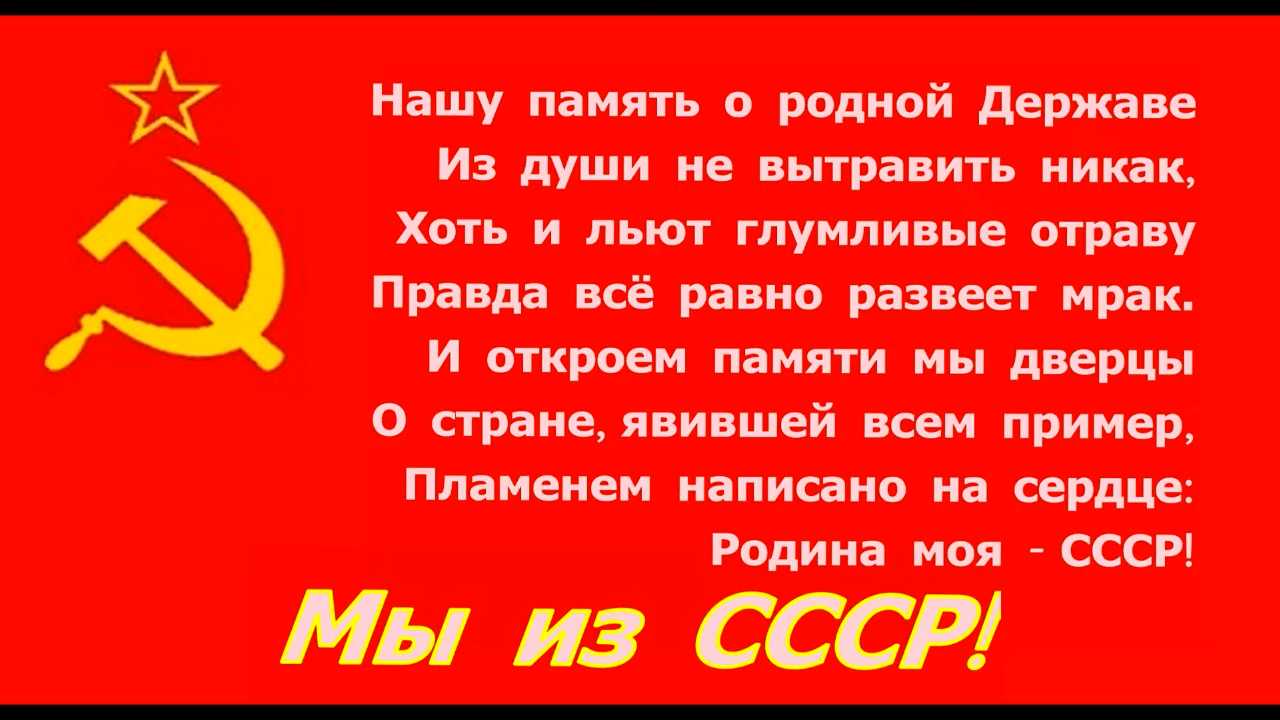 Нашу память о родной Державе
Из души не вытравить никак,
Хоть и льют глумливые отраву
Правда всё равно развеет мрак.
И откроем памяти мы дверцы
О стране, явившей всем пример,
Пламенем написано на сердце:
Родина моя - СССР!
Мы из СССР!